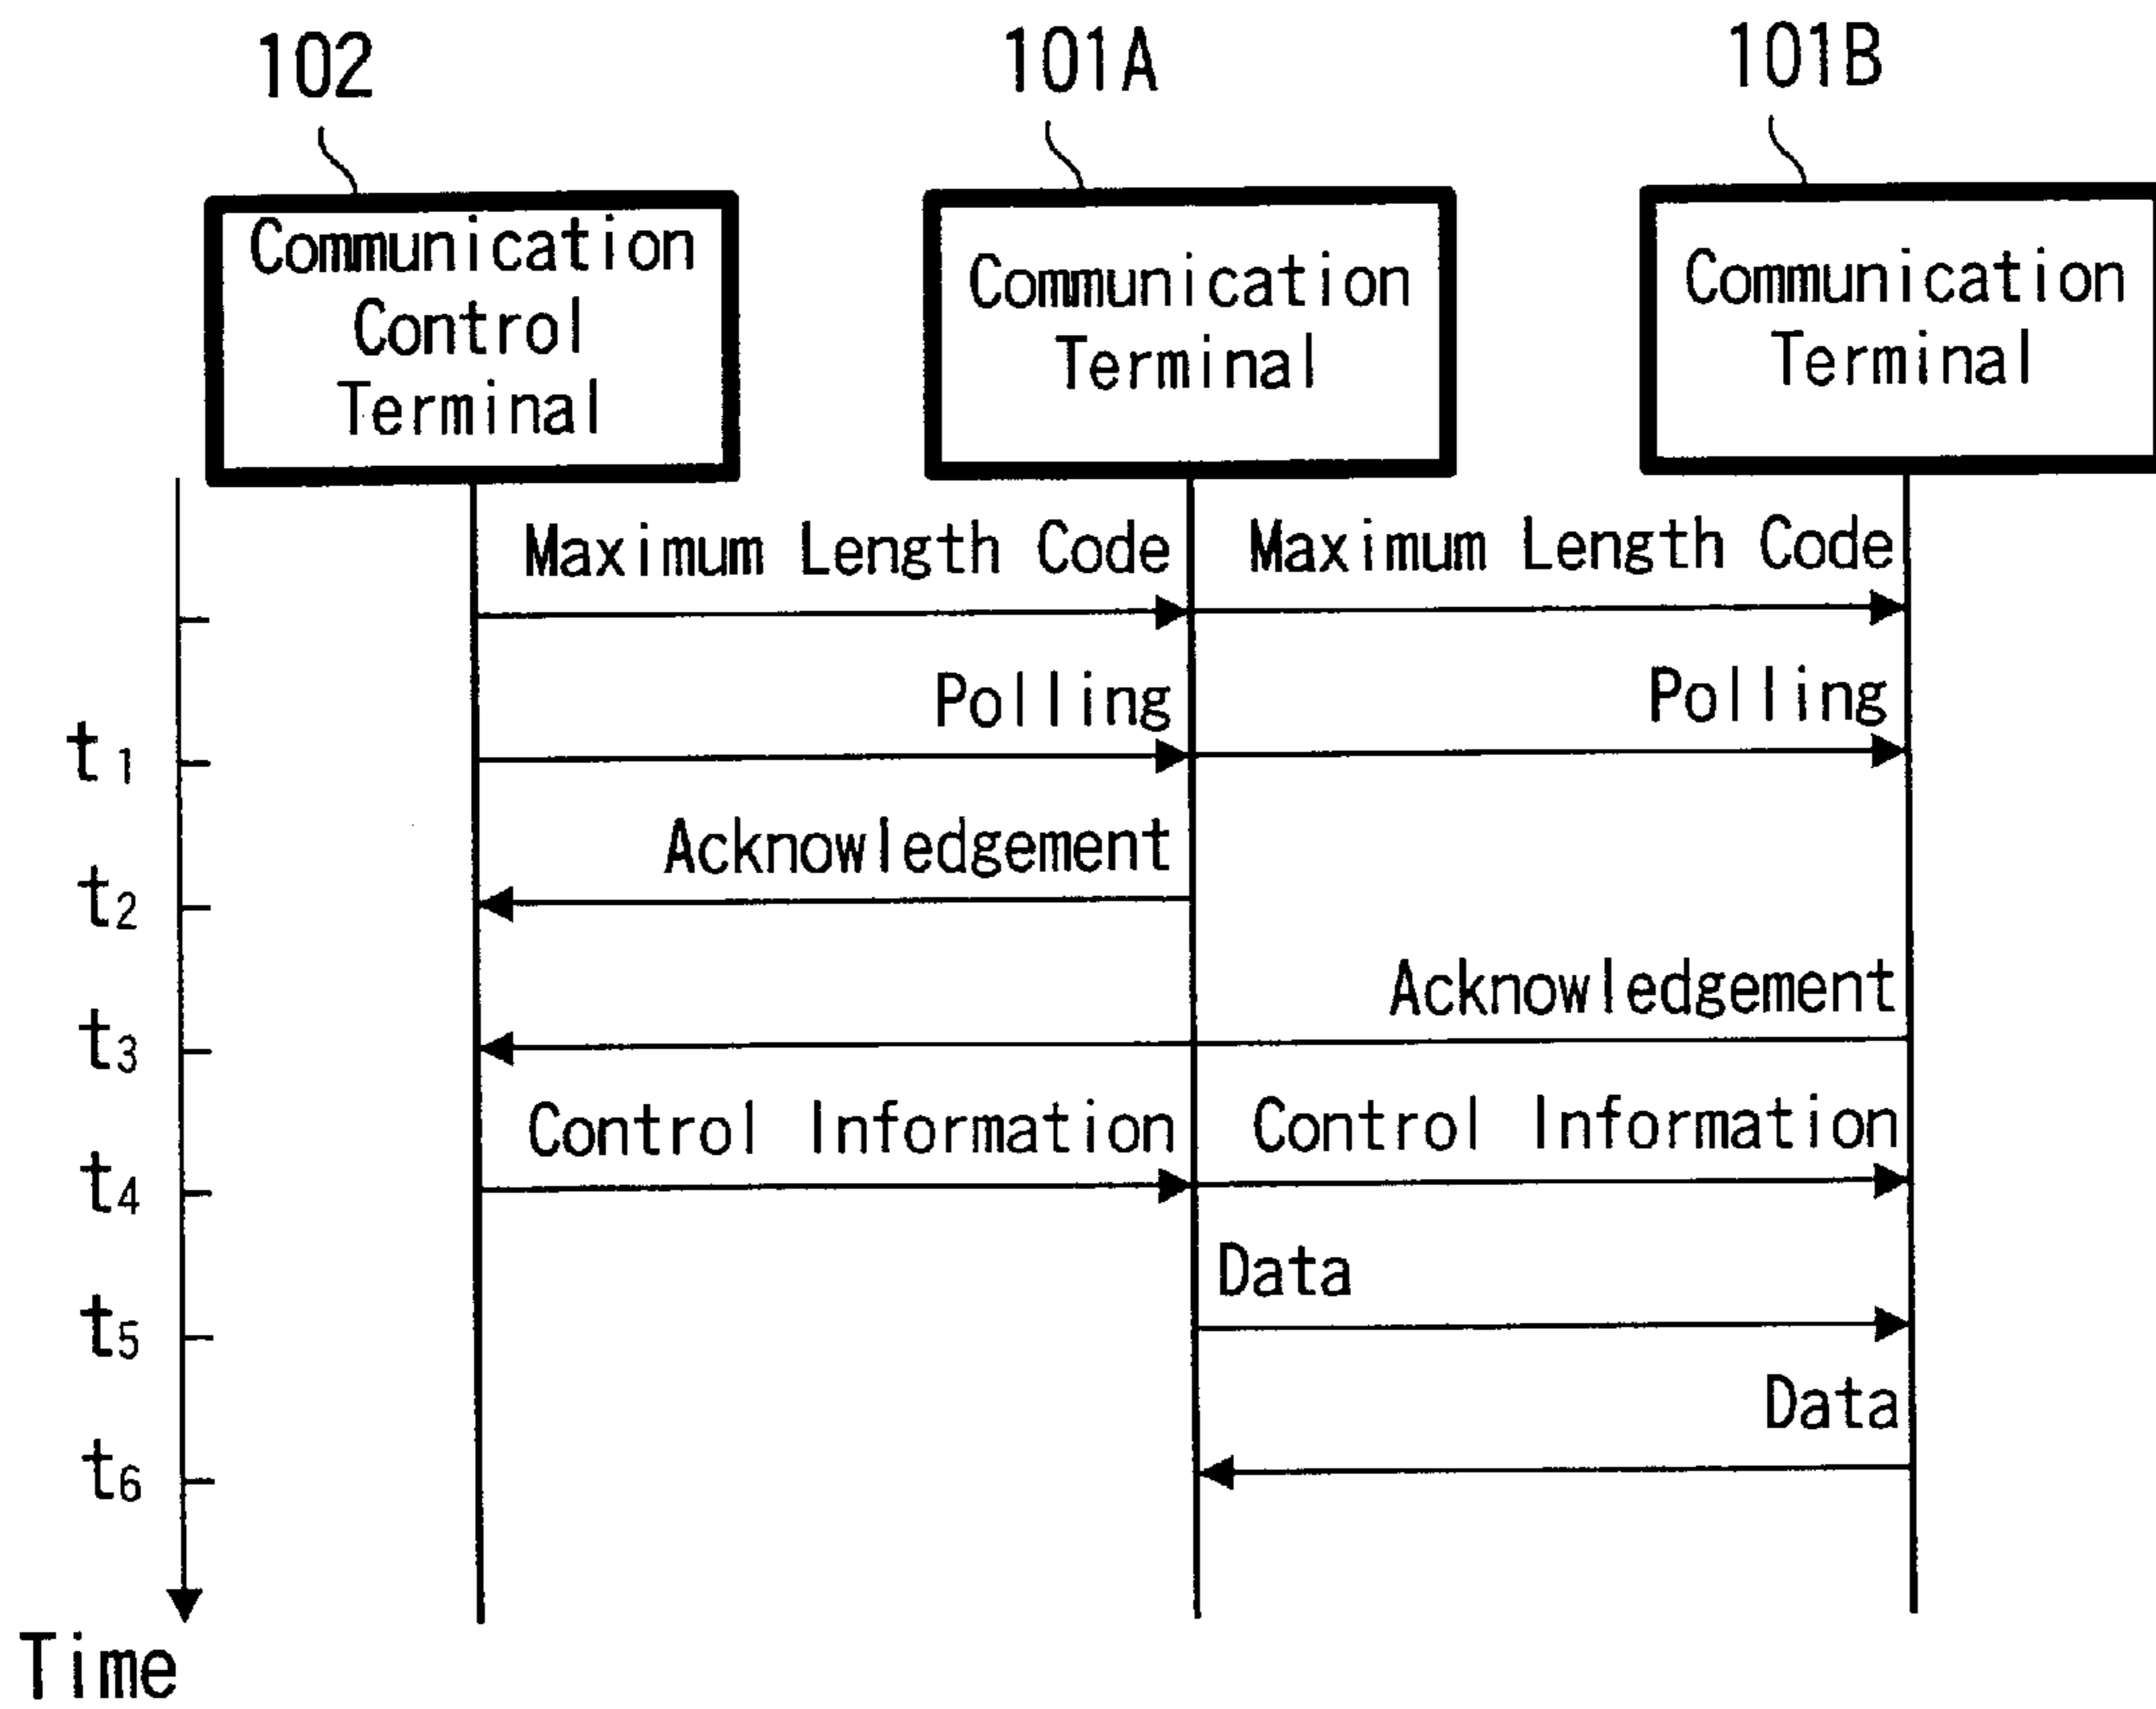 102
101A
101B
Communication
Control
Terminal
Communication
Terminal
Communication
Terminal
Maximum Length Code
Maximum Length Code
Polling
Polling
t1
Acknowledgement
t2
Acknowledgement
t3
Control Information
Control Information
t4
Data
t5
Data
t6
Time